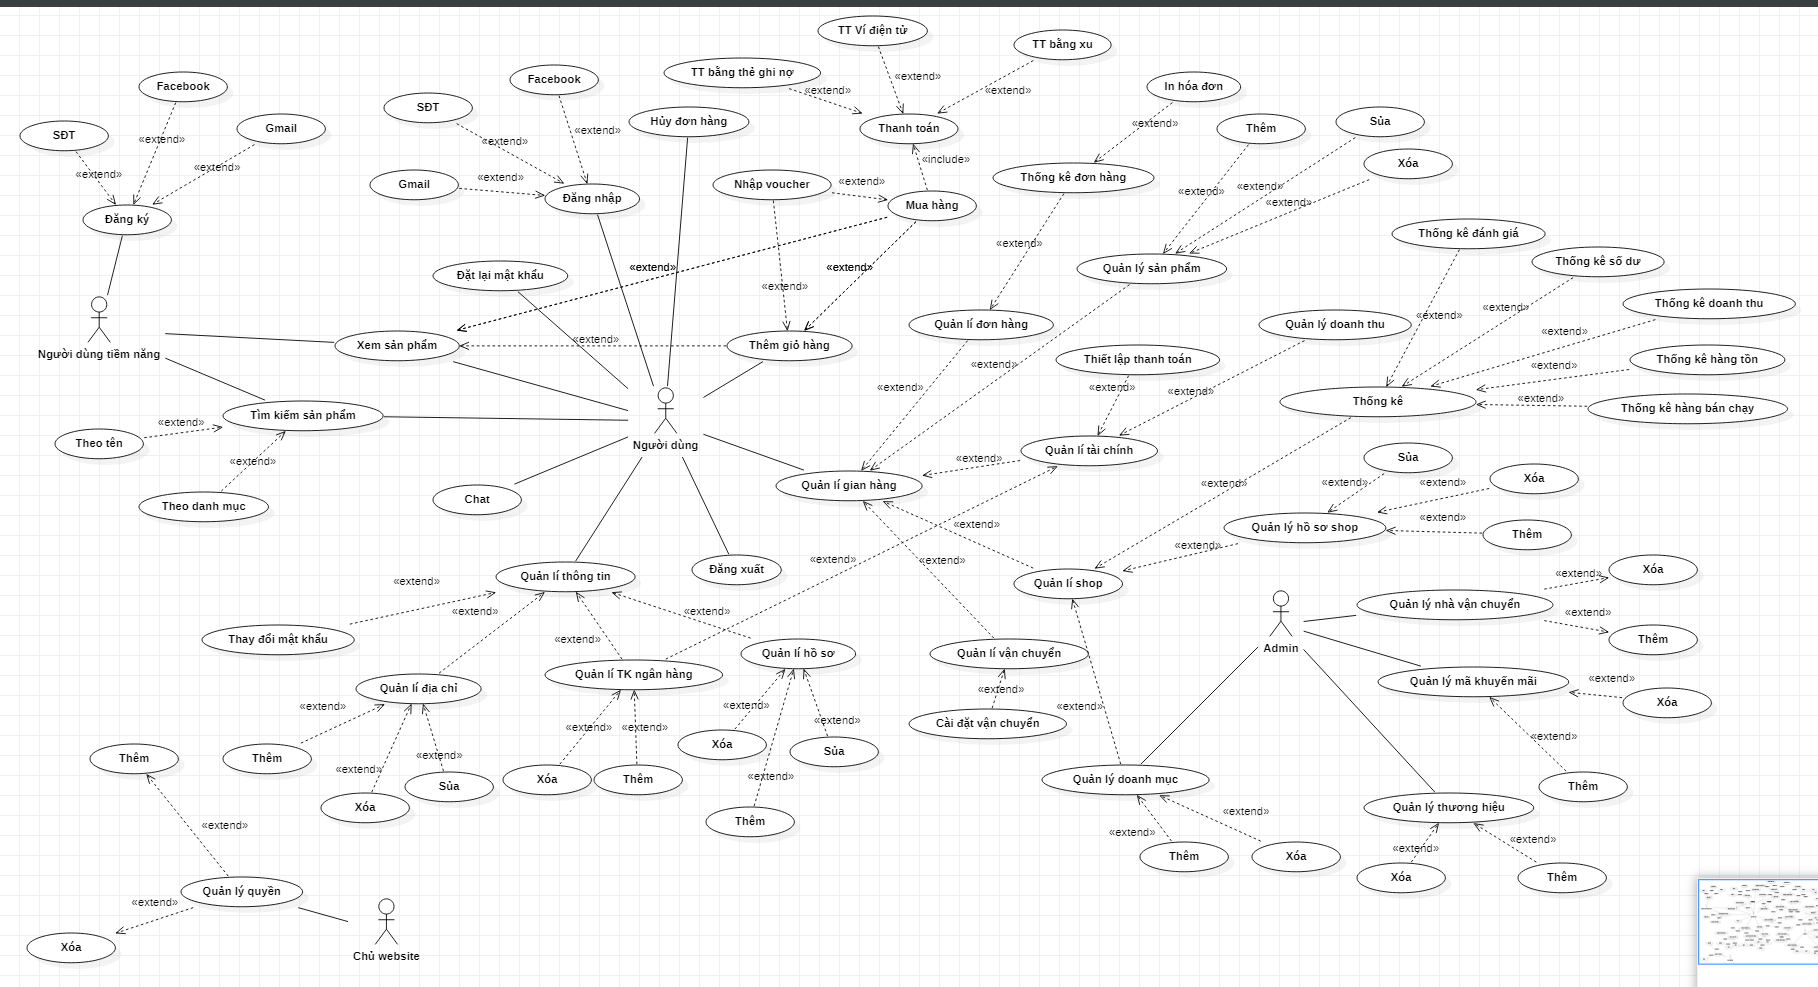 TT Ví điện tử
TT bằng xu
TT bằng thẻ ghi nợ
«extend»
«extend»
«extend»
Facebook
Facebook
In hóa đơn
SĐT
SĐT
Hủy đơn hàng
Thanh toán
Thêm
Sủa
Gmail
«extend»
«extend»
«extend»
«extend»
«extend»
«extend»
«include»
Xóa
«extend»
«extend»
Gmail
«extend»
Nhập voucher
«extend»
Thống kê đơn hàng
«extend»
«extend»
«extend»
Đăng nhập
Mua hàng
Đăng ký
Thống kê đánh giá
«extend»
Thống kê số dư
Đặt lại mật khẩu
«extend»
«extend»
Quản lý sản phẩm
«extend»
Thống kê doanh thu
«extend»
«extend»
Quản lí đơn hàng
Quản lý doanh thu
«extend»
Xem sản phẩm
«extend»
Thêm giỏ hàng
Người dùng tiềm năng
Thiết lập thanh toán
Thống kê hàng tồn
«extend»
«extend»
«extend»
«extend»
«extend»
Thống kê
«extend»
Thống kê hàng bán chạy
Tìm kiếm sản phẩm
«extend»
Theo tên
Người dùng
Quản lí tài chính
«extend»
«extend»
Sủa
Chat
Quản lí gian hàng
«extend»
«extend»
«extend»
Xóa
Theo danh mục
«extend»
«extend»
Quản lý hồ sơ shop
Thêm
«extend»
«extend»
«extend»
Đăng xuất
Quản lí thông tin
«extend»
Quản lí shop
«extend»
Xóa
Quản lý nhà vận chuyển
«extend»
«extend»
«extend»
Thay đổi mật khẩu
«extend»
Thêm
Admin
Quản lí hồ sơ
Quản lí vận chuyển
Quản lí TK ngân hàng
Quản lí địa chỉ
«extend»
Quản lý mã khuyến mãi
«extend»
«extend»
«extend»
«extend»
Xóa
«extend»
«extend»
«extend»
Cài đặt vận chuyển
«extend»
Thêm
Thêm
«extend»
Xóa
Sủa
«extend»
«extend»
«extend»
Xóa
Thêm
Quản lý doanh mục
Thêm
Sủa
Xóa
«extend»
Quản lý thương hiệu
«extend»
Thêm
«extend»
«extend»
«extend»
Thêm
Xóa
Xóa
Thêm
Quản lý quyền
«extend»
Xóa
Chủ website